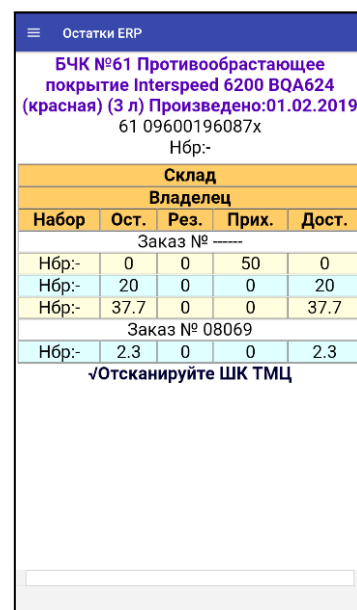 Остатки ERP
БЧК №61 Противообрастающее
покрытие Interspeed 6200 BQA624
(красная) (3 л) Произведено:01.02.2019
61 09600196087x
Нбр:-
Склад
Владелец
Набор Ост. Рез. Прих. Дост.
Заказ № ------
Нбр:- 0 0 50 0
Нбр:- 20 0 0 20
Нбр:- 37.7 0 0 37.7
Заказ № 08069
Нбр:- 2.3 0 0 2.3
√Отсканируйте ШК ТМЦ